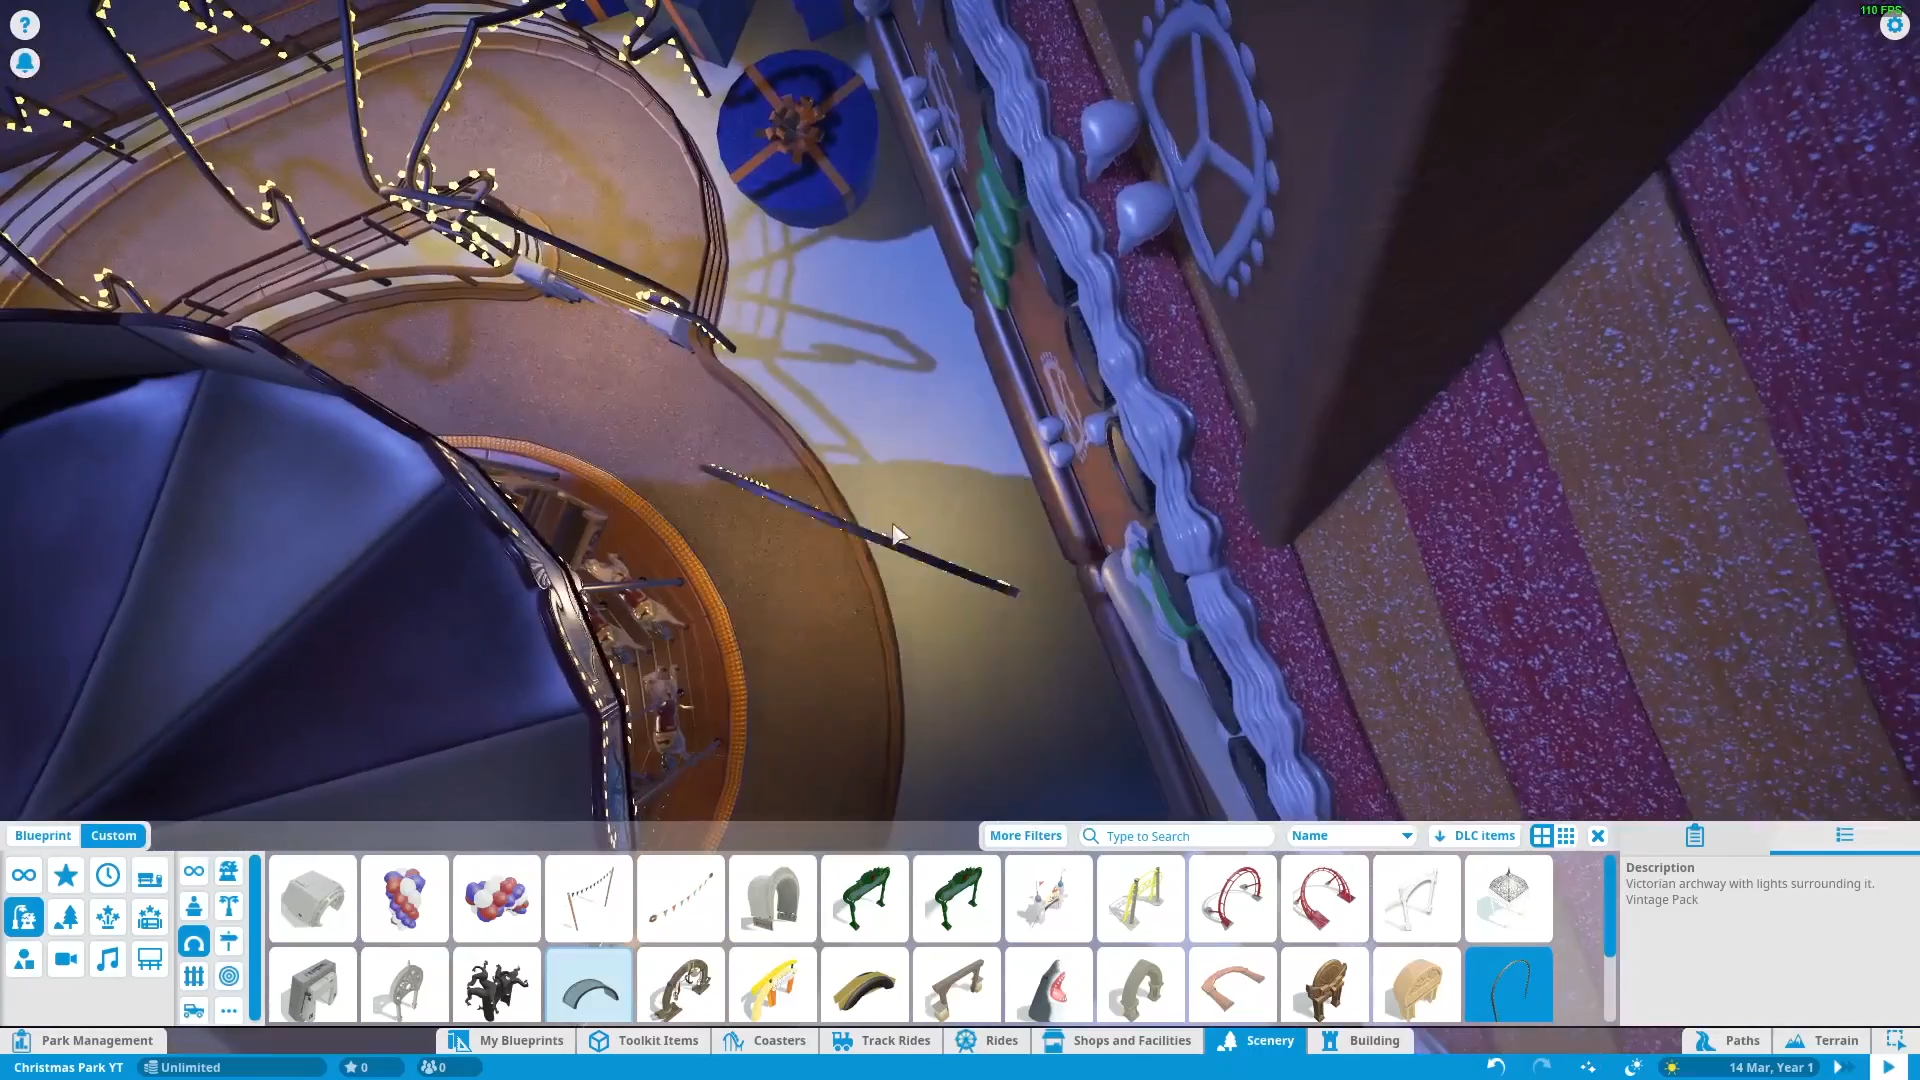 110 FPS
?
Blueprint
Custom
More Filters
Type to Search
Name
DLC items
Description
Victorian archway with lights surrounding it.
Vintage Pack
Park Management
My Blueprints
Toolkit Items
Coasters
Track Rides
Rides
Shops and Facilities
Scenery
Building
Paths
Terrain
Christmas Park YT
Unlimited
0
0
14 Mar, Year 1